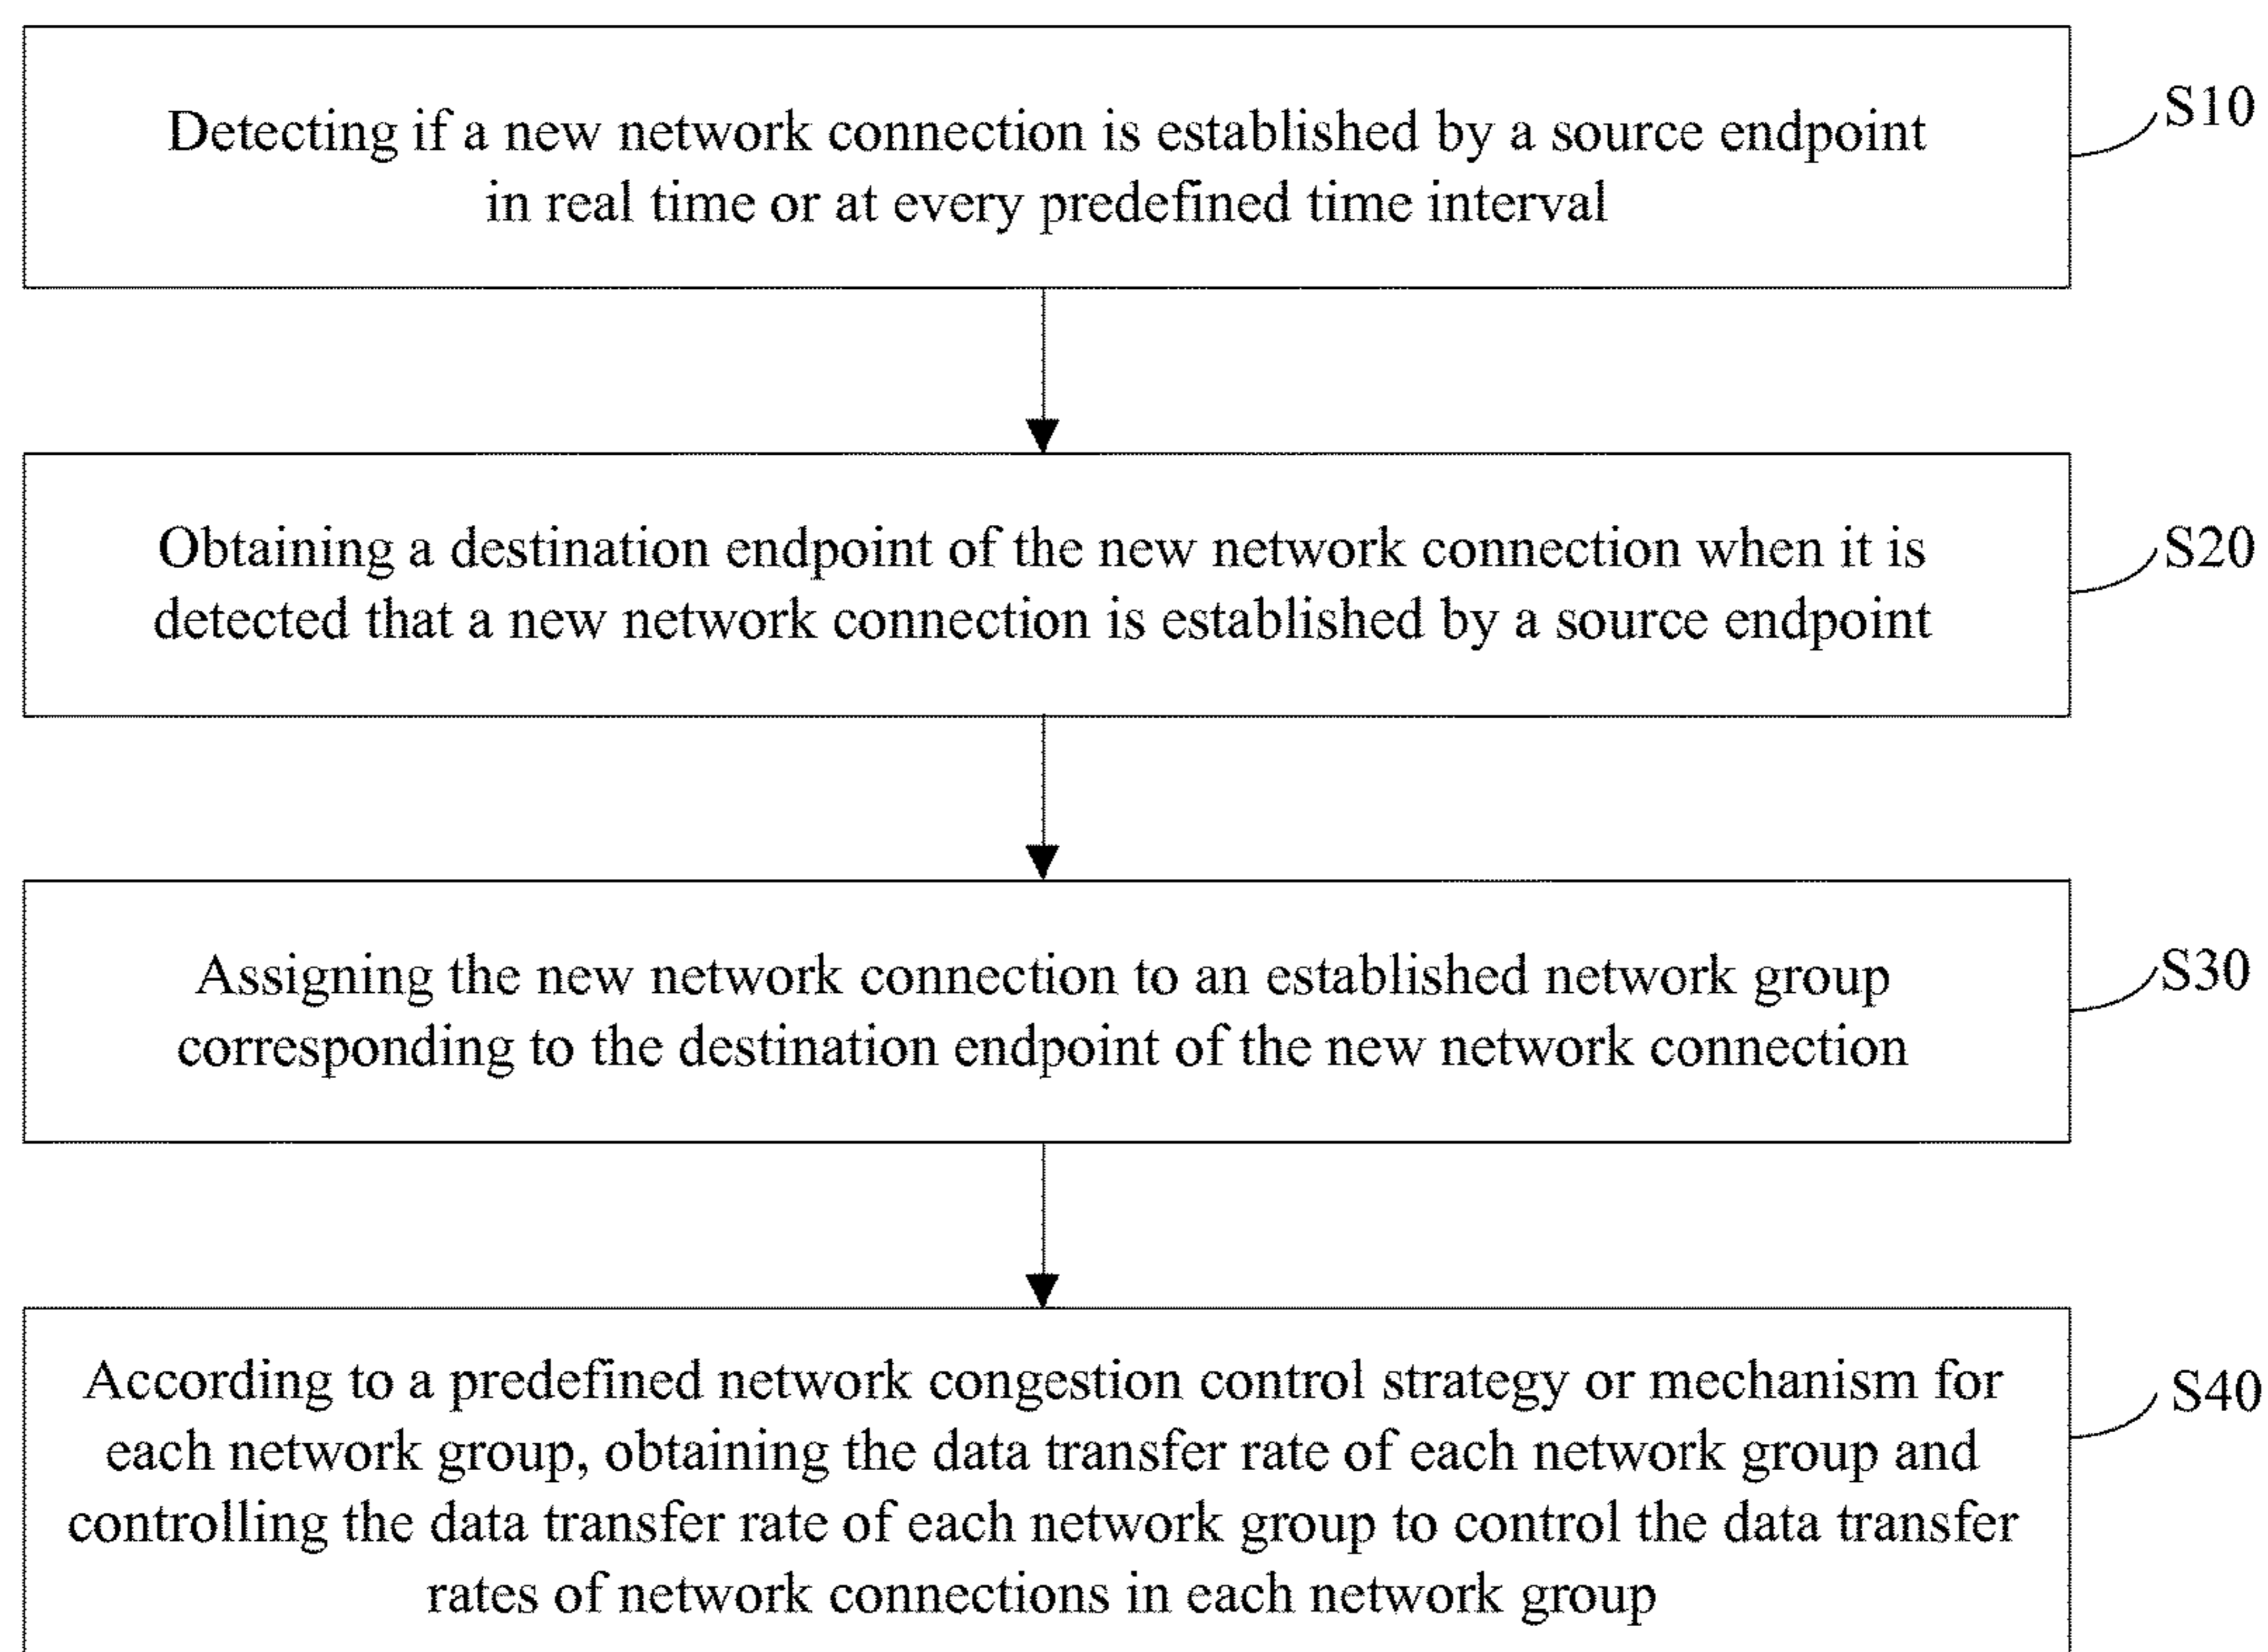 Detecting if a new network connection is established by a source endpoint
in real time or at every predefined time interval
S10
Obtaining a destination endpoint of the new network connection when it is
detected that a new network connection is established by a source endpoint
S20
Assigning the new network connection to an established network group
corresponding to the destination endpoint of the new network connection
S30
According to a predefined network congestion control strategy or mechanism for
each network group, obtaining the data transfer rate of each network group and
controlling the data transfer rate of each network group to control the data transfer
rates of network connections in each network group
S40